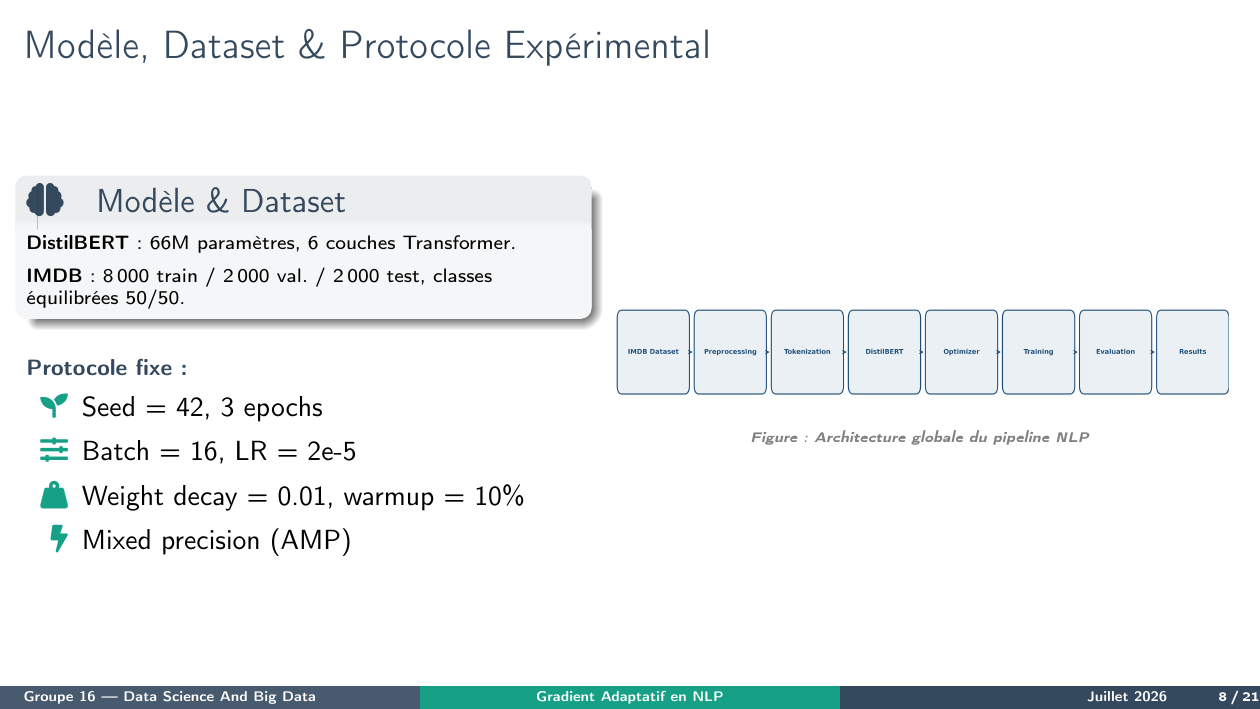 Modèle, Dataset & Protocole Expérimental
Modèle & Dataset
DistilBERT : 66M paramètres, 6 couches Transformer.
IMDB : 8 000 train / 2 000 val. / 2 000 test, classes
équilibrées 50/50.
Protocole fixe :
Seed = 42, 3 epochs
Batch = 16, LR = 2e-5
Weight decay = 0.01, warmup = 10%
Mixed precision (AMP)
IMDB Dataset
Preprocessing
Tokenization
DistilBERT
Optimizer
Training
Evaluation
Results
Figure : Architecture globale du pipeline NLP
Groupe 16 — Data Science And Big Data
Gradient Adaptatif en NLP
Juillet 2026
8 / 21